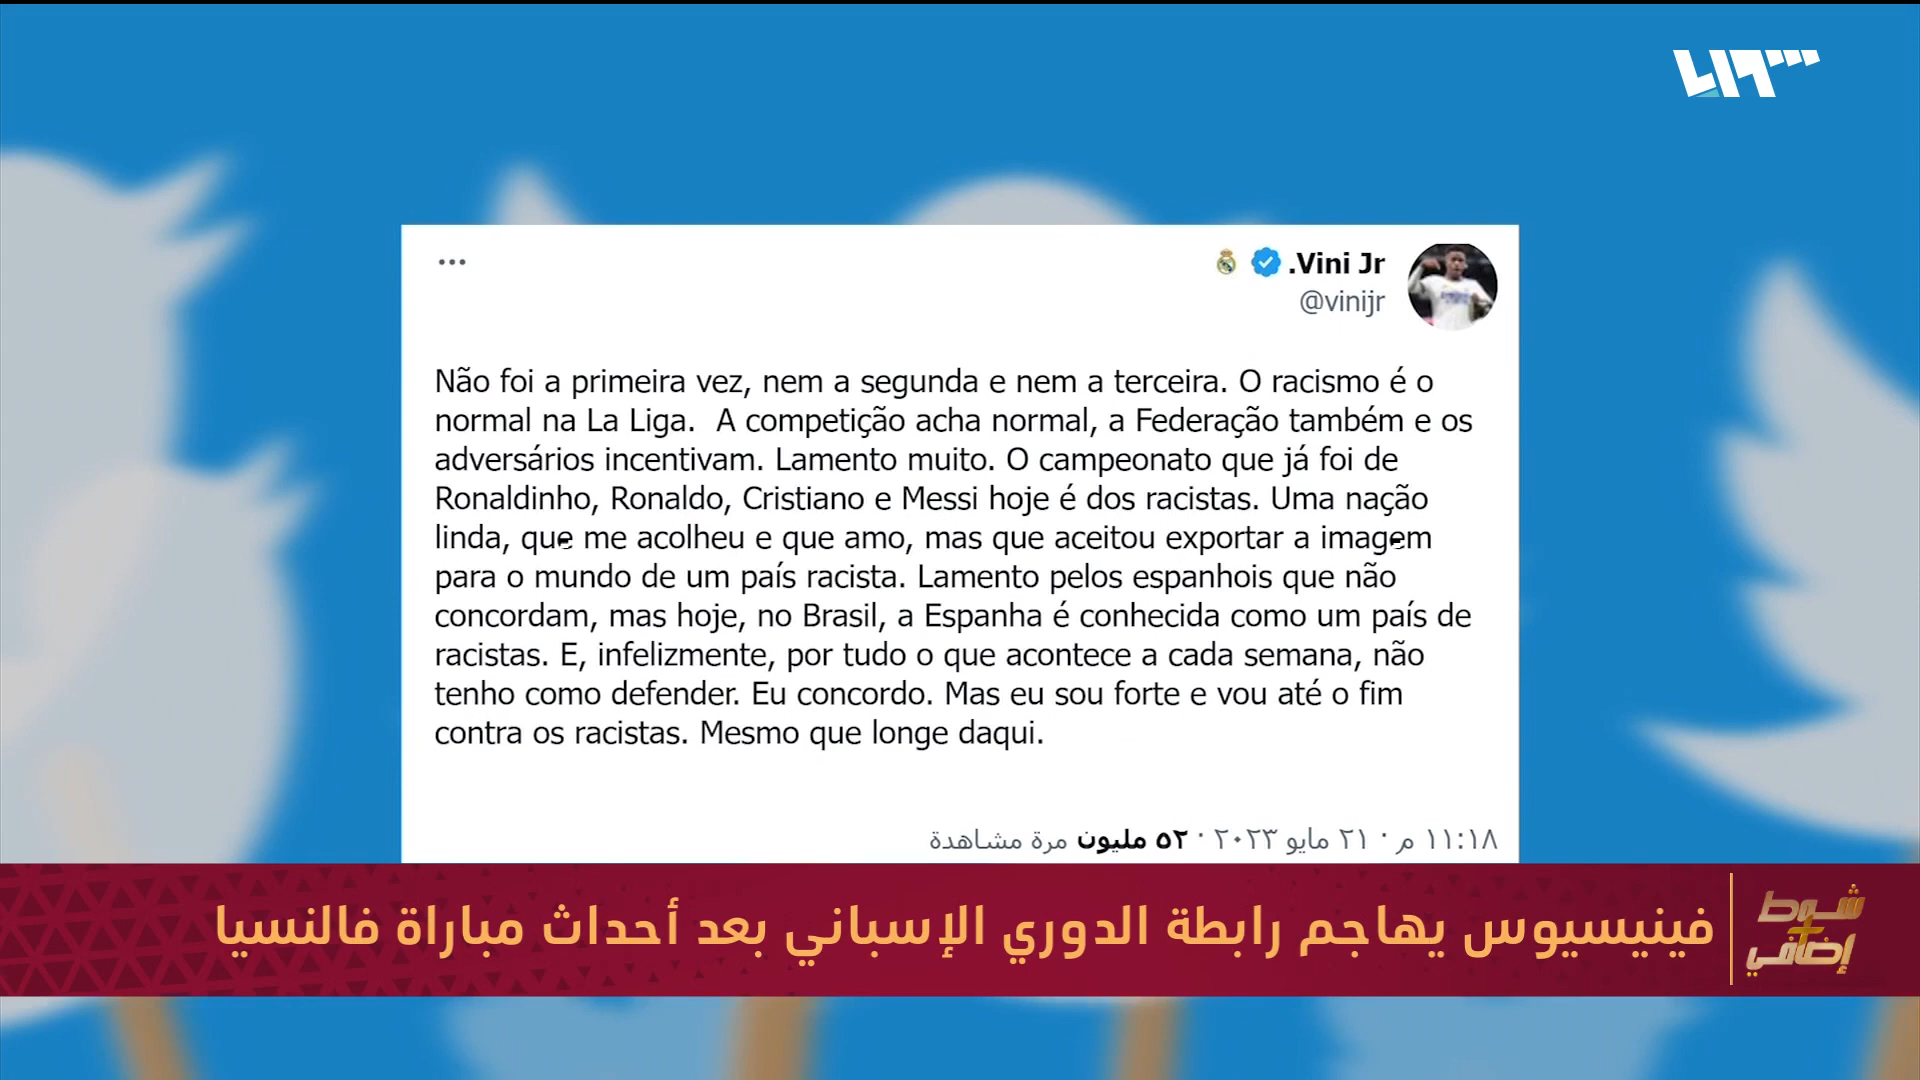 Vini Jr.
@vinijr
Não foi a primeira vez, nem a segunda e nem a terceira. O racismo é o
normal na La Liga. A competição acha normal, a Federação também e os
adversários incentivam. Lamento muito. O campeonato que já foi de
Ronaldinho, Ronaldo, Cristiano e Messi hoje é dos racistas. Uma nação
linda, que me acolheu e que amo, mas que aceitou exportar a imagem
para o mundo de um país racista. Lamento pelos espanhois que não
concordam, mas hoje, no Brasil, a Espanha é conhecida como um país de
racistas. E, infelizmente, por tudo o que acontece a cada semana, não
tenho como defender. Eu concordo. Mas eu sou forte e vou até o fim
contra os racistas. Mesmo que longe daqui.
١١:١٨ م · ٢١ مايو ٢٠٢٣ · ٥٢ مليون مرة مشاهدة
فينيسيوس يهاجم رابطة الدوري الإسباني بعد أحداث مباراة فالنسيا
شوط
+
إضافي